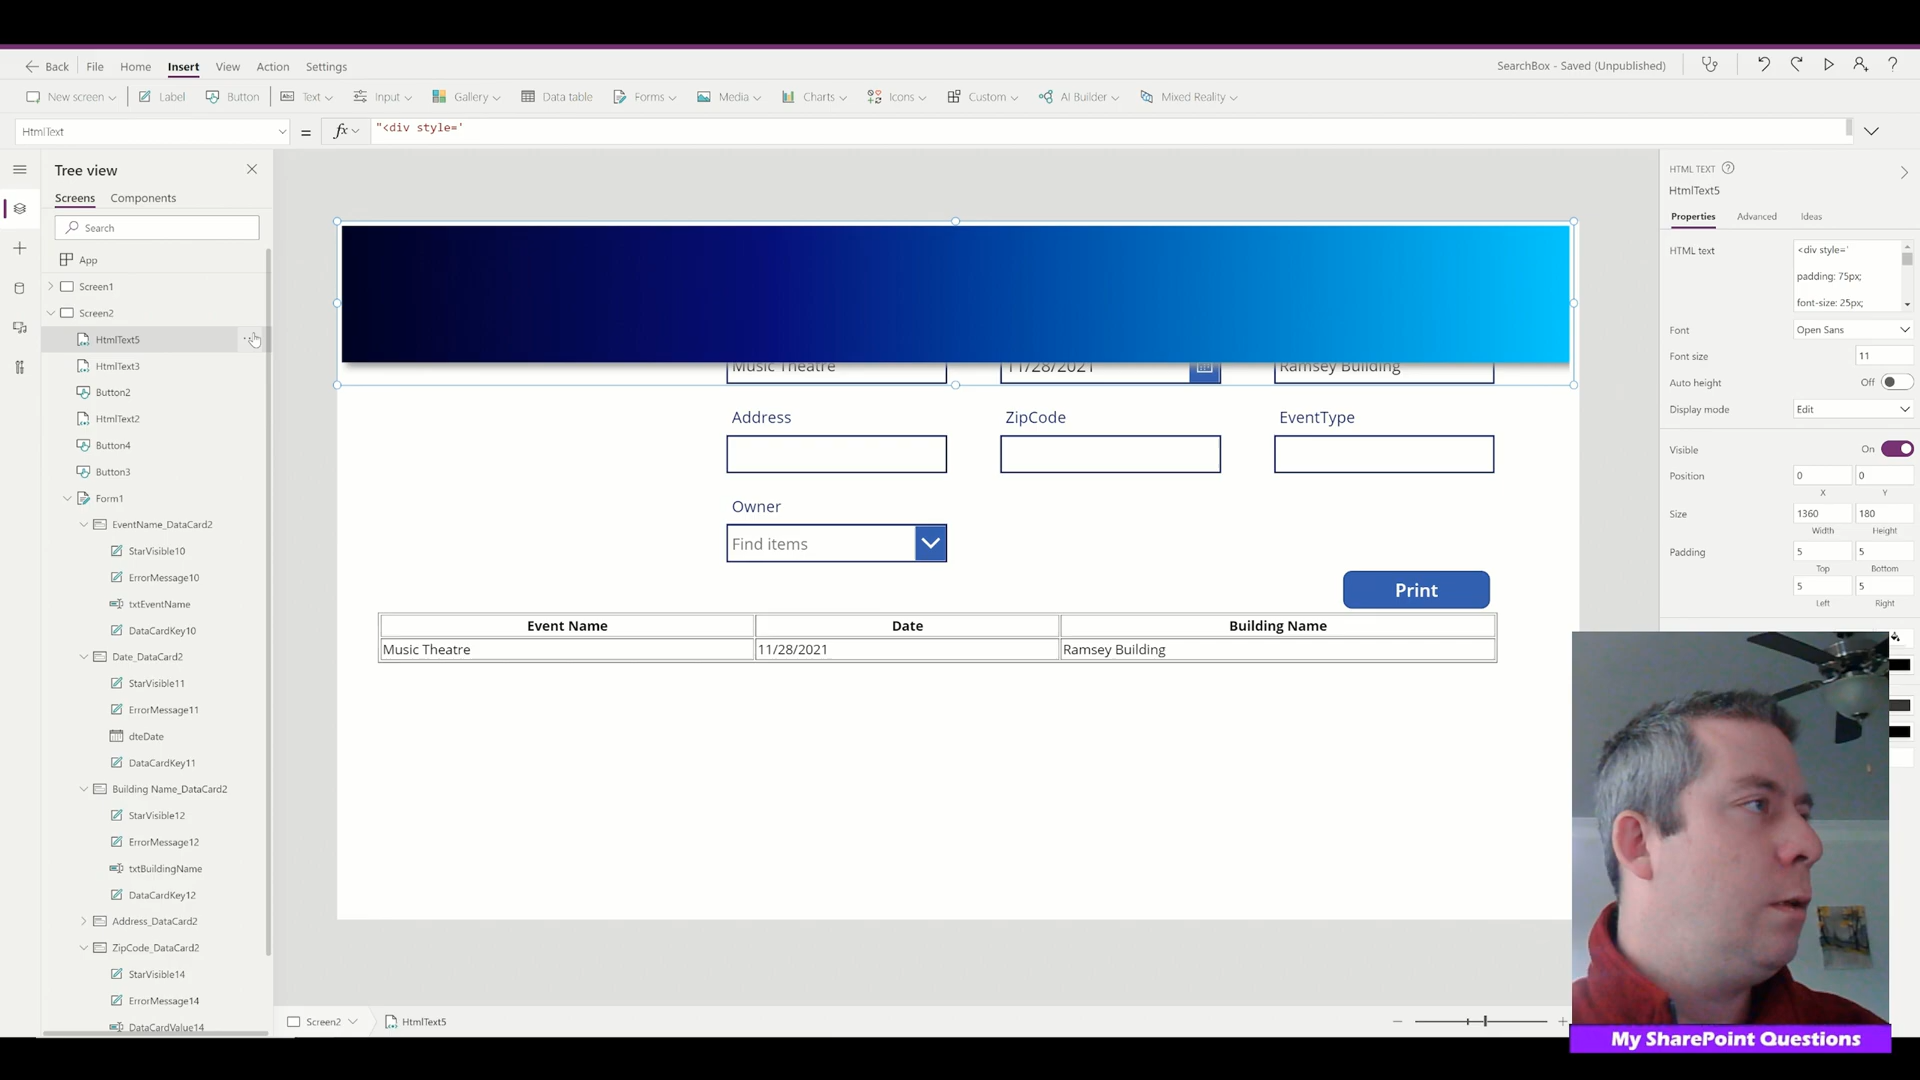 Back
File
Home
Insert
View
Action
Settings
SearchBox - Saved (Unpublished)
New screen
Label
Button
Text
Input
Gallery
Data table
Forms
Media
Charts
Icons
Custom
AI Builder
Mixed Reality
HtmlText
=
fx
"<div style='
Tree view
Screens
Components
Search
App
Screen1
Screen2
HtmlText5
HtmlText3
Button2
HtmlText2
Button4
Button3
Form1
EventName_DataCard2
StarVisible10
ErrorMessage10
txtEventName
DataCardKey10
Date_DataCard2
StarVisible11
ErrorMessage11
dteDate
DataCardKey11
Building Name_DataCard2
StarVisible12
ErrorMessage12
txtBuildingName
DataCardKey12
Address_DataCard2
ZipCode_DataCard2
StarVisible14
ErrorMessage14
DataCardValue14
Music Theatre
11/28/2021
Ramsey Building
Address
ZipCode
EventType
Owner
Find items
Print
Event Name
Date
Building Name
Music Theatre
11/28/2021
Ramsey Building
Screen2
HtmlText5
HTML TEXT
HtmlText5
Properties
Advanced
Ideas
HTML text
<div style='
padding: 75px;
font-size: 25px;
Font
Open Sans
Font size
11
Auto height
Off
Display mode
Edit
Visible
On
Position
0
0
X
Y
Size
1360
180
Width
Height
Padding
5
5
Top
Bottom
5
5
Left
Right
My SharePoint Questions